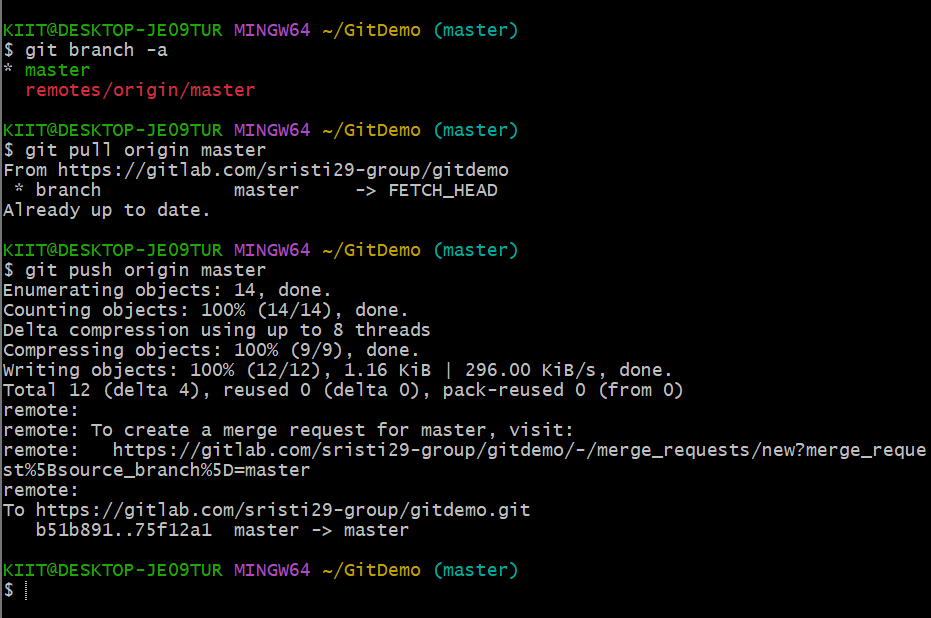 KIIT@DESKTOP-JE09TUR MINGW64 ~/GitDemo (master)
$ git branch -a
* master
  remotes/origin/master

KIIT@DESKTOP-JE09TUR MINGW64 ~/GitDemo (master)
$ git pull origin master
From https://gitlab.com/sristi29-group/gitdemo
 * branch            master     -> FETCH_HEAD
Already up to date.

KIIT@DESKTOP-JE09TUR MINGW64 ~/GitDemo (master)
$ git push origin master
Enumerating objects: 14, done.
Counting objects: 100% (14/14), done.
Delta compression using up to 8 threads
Compressing objects: 100% (9/9), done.
Writing objects: 100% (12/12), 1.16 KiB | 296.00 KiB/s, done.
Total 12 (delta 4), reused 0 (delta 0), pack-reused 0 (from 0)
remote:
remote: To create a merge request for master, visit:
remote:   https://gitlab.com/sristi29-group/gitdemo/-/merge_requests/new?merge_reque
st%5Bsource_branch%5D=master
remote:
To https://gitlab.com/sristi29-group/gitdemo.git
   b51b891..75f12a1  master -> master

KIIT@DESKTOP-JE09TUR MINGW64 ~/GitDemo (master)
$